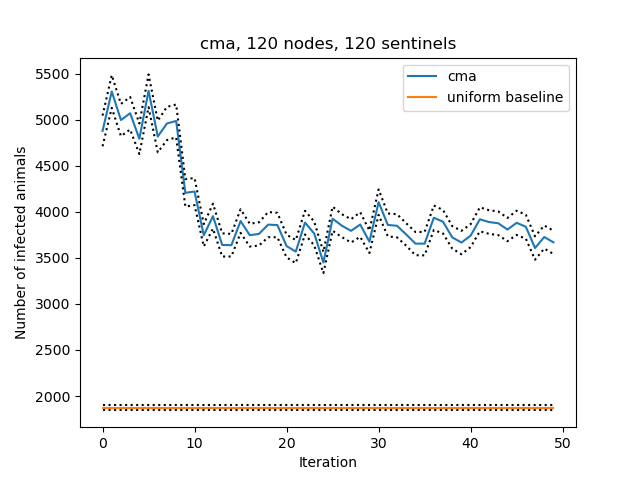 cma, 120 nodes, 120 sentinels
cma
uniform baseline
Number of infected animals
5500
5000
4500
4000
3500
3000
2500
2000
0
10
20
30
40
50
Iteration